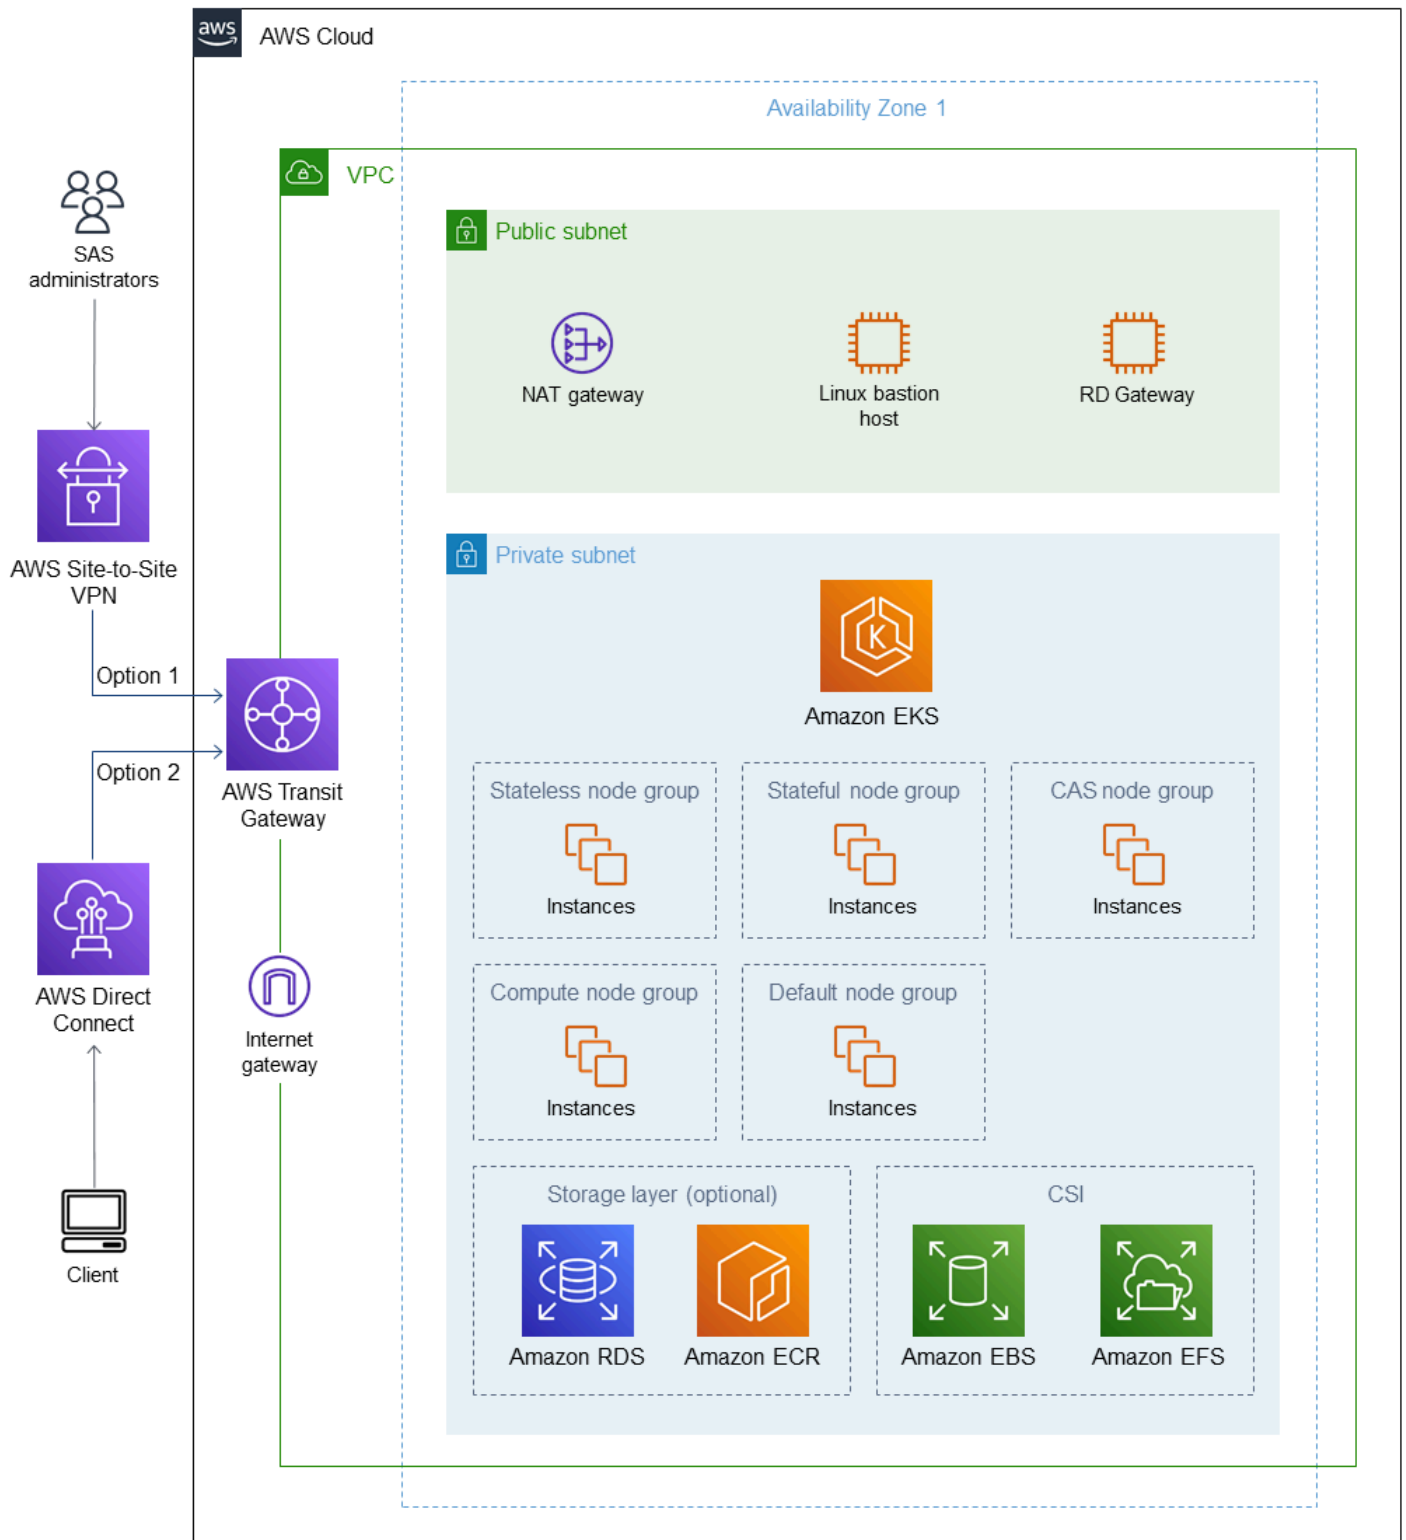 aws
AWS Cloud
Availability Zone 1
VPC
SAS
administrators
Public subnet
NAT gateway
Linux bastion
host
RD Gateway
AWS Site-to-Site
VPN
Private subnet
Amazon EKS
Option 1
Option 2
AWS Transit
Gateway
Stateless node group
Instances
Stateful node group
Instances
CAS node group
Instances
AWS Direct
Connect
Internet
gateway
Compute node group
Instances
Default node group
Instances
Client
Storage layer (optional)
Amazon RDS
Amazon ECR
CSI
Amazon EBS
Amazon EFS